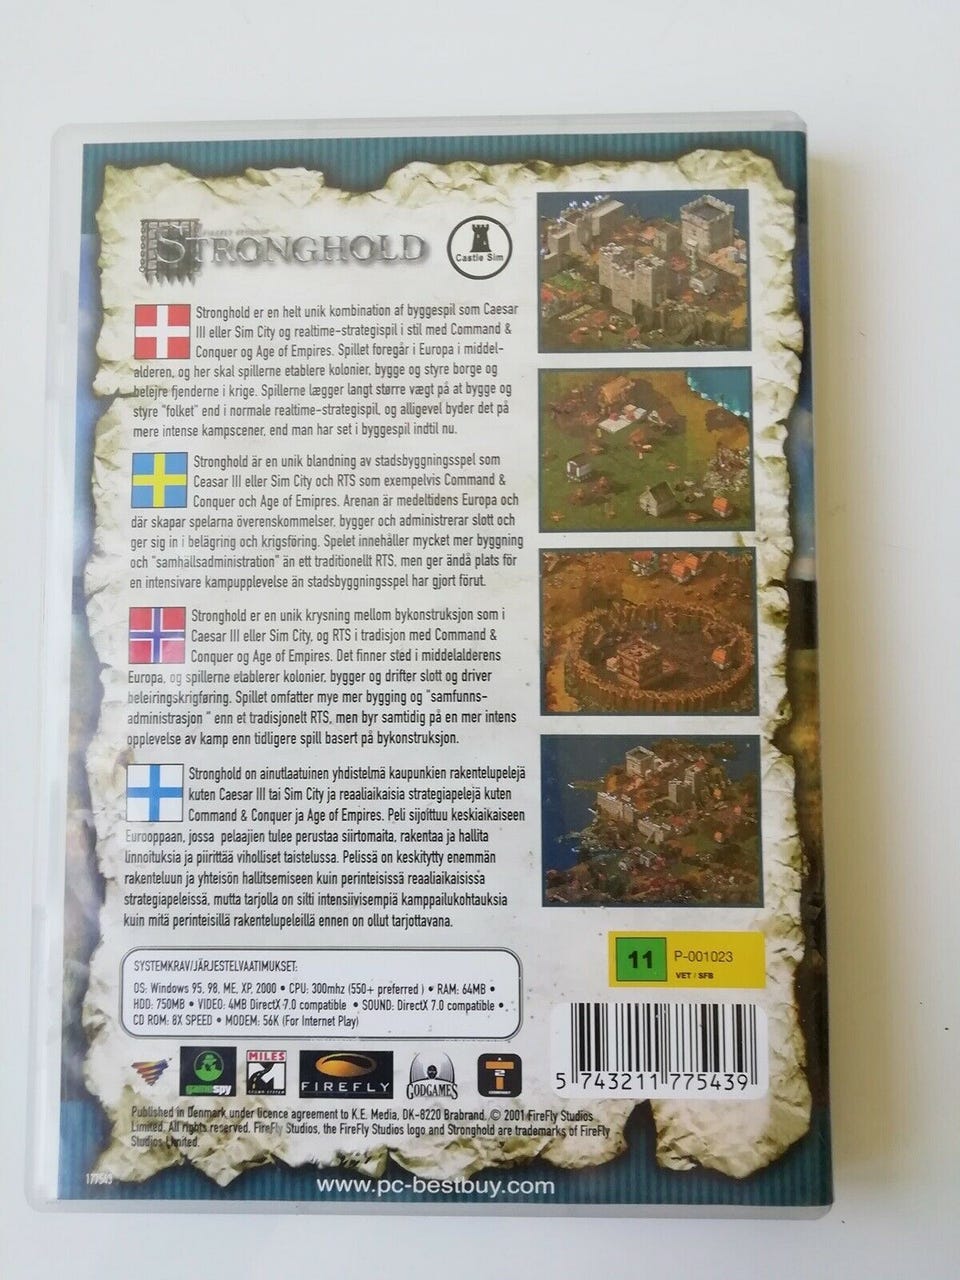 FIREFLY STUDIOS'
STRONGHOLD
Castle Sim
Stronghold er en helt unik kombination af byggespil som Caesar
III eller Sim City og realtime-strategispil i stil med Command &
Conquer og Age of Empires. Spillet foregår i Europa i middel-
alderen, og her skal spillerne etablere kolonier, bygge og styre borge og
belejre fjenderne i krige. Spillerne lægger langt større vægt på at bygge og
styre "folket" end i normale realtime-strategispil, og alligevel byder det på
mere intense kampscener, end man har set i byggespil indtil nu.
Stronghold är en unik blandning av stadsbyggningsspel som
Ceasar III eller Sim City och RTS som exempelvis Command &
Conquer och Age of Emipres. Arenan är medeltidens Europa och
där skapar spelarna överenskommelser, bygger och administrerar slott och
ger sig in i belägring och krigsföring. Spelet innehåller mycket mer byggning
och "samhällsadministration" än ett traditionellt RTS, men ger ändå plats för
en intensivare kampupplevelse än stadsbyggningsspel har gjort förut.
Stronghold er en unik krysning mellom bykonstruksjon som i
Caesar III eller Sim City, og RTS i tradisjon med Command &
Conquer og Age of Empires. Det finner sted i middelalderens
Europa, og spillerne etablerer kolonier, bygger og drifter slott og driver
beleiringskrigføring. Spillet omfatter mye mer bygging og "samfunns-
administrasjon " enn et tradisjonelt RTS, men byr samtidig på en mer intens
opplevelse av kamp enn tidligere spill basert på bykonstruksjon.
Stronghold on ainutlaatuinen yhdistelmä kaupunkien rakentelupelejä
kuten Caesar III tai Sim City ja reaaliaikaisia strategiapelejä kuten
Command & Conquer ja Age of Empires. Peli sijoittuu keskiaikaiseen
Eurooppaan, jossa pelaajien tulee perustaa siirtomaita, rakentaa ja hallita
linnoituksia ja piirittää viholliset taistelussa. Pelissä on keskitytty enemmän
rakenteluun ja yhteisön hallitsemiseen kuin perinteisissä reaaliaikaisissa
strategiapeleissä, mutta tarjolla on silti intensiivisempiä kamppailukohtauksia
kuin mitä perinteisillä rakentelupeleillä ennen on ollut tarjottavana.
11 P-001023
VET / SFB
SYSTEMKRAV/JÄRJESTELVAATIMUKSET:
OS: Windows 95, 98, ME, XP, 2000 • CPU: 300mhz (550+ preferred ) • RAM: 64MB •
HDD: 750MB • VIDEO: 4MB DirectX 7.0 compatible • SOUND: DirectX 7.0 compatible •
CD ROM: 8X SPEED • MODEM: 56K (For Internet Play)
5 743211 775439
gamespy
MILES
SOUND SYSTEM
FIREFLY
GODGAMES
T2
Published in Denmark under licence agreement to K.E. Media, DK-8220 Brabrand. © 2001 FireFly Studios
Limited. All rights reserved. FireFly Studios, the FireFly Studios logo and Stronghold are trademarks of FireFly
Studios Limited.
177543
www.pc-bestbuy.com